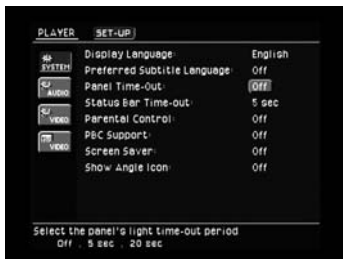 PLAYER SET-UP
SYSTEM
AUDIO
VIDEO
VIDEO
Display Language: English
Preferred Subtitle Language: Off
Panel Time-Out: Off
Status Bar Time-out: 5 sec
Parental Control: Off
PBC Support: Off
Screen Saver: Off
Show Angle Icon: Off
Select the panel's light time-out period
Off . 5 sec . 20 sec